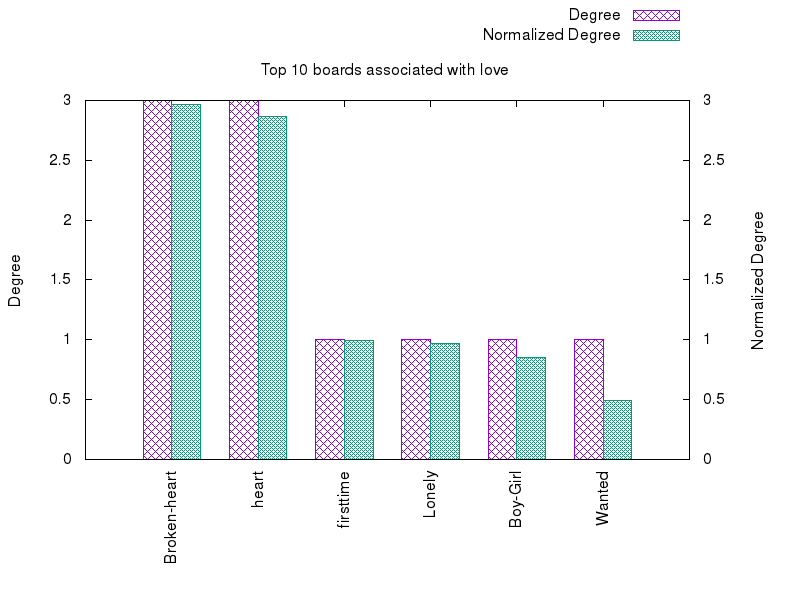 Degree
Normalized Degree
Top 10 boards associated with love
3
2.5
2
1.5
1
0.5
0
3
2.5
2
1.5
1
0.5
0
Degree
Normalized Degree
Broken-heart
heart
firsttime
Lonely
Boy-Girl
Wanted